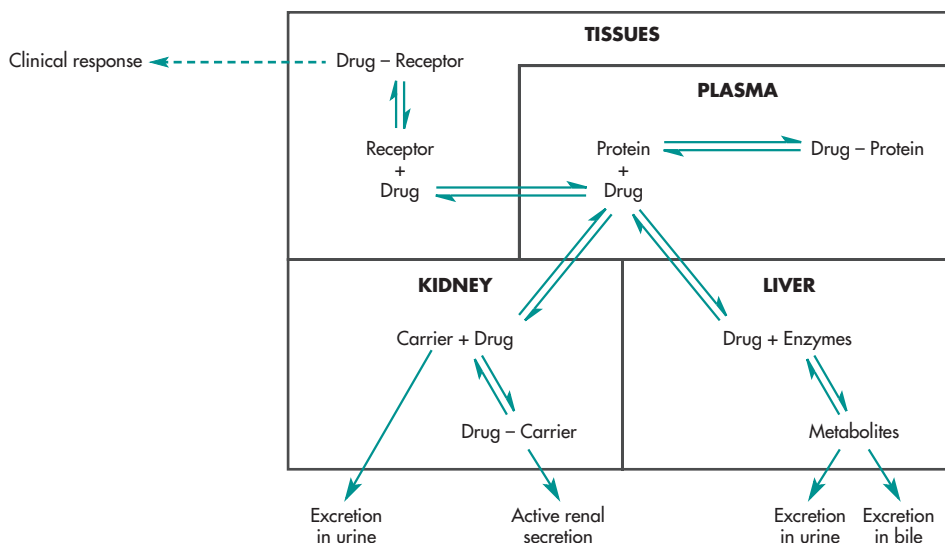 TISSUES
Clinical response
Drug – Receptor
PLASMA
Receptor
+
Drug
Protein
+
Drug
Drug – Protein
KIDNEY
LIVER
Carrier + Drug
Drug + Enzymes
Drug – Carrier
Metabolites
Excretion
in urine
Active renal
secretion
Excretion
in urine
Excretion
in bile